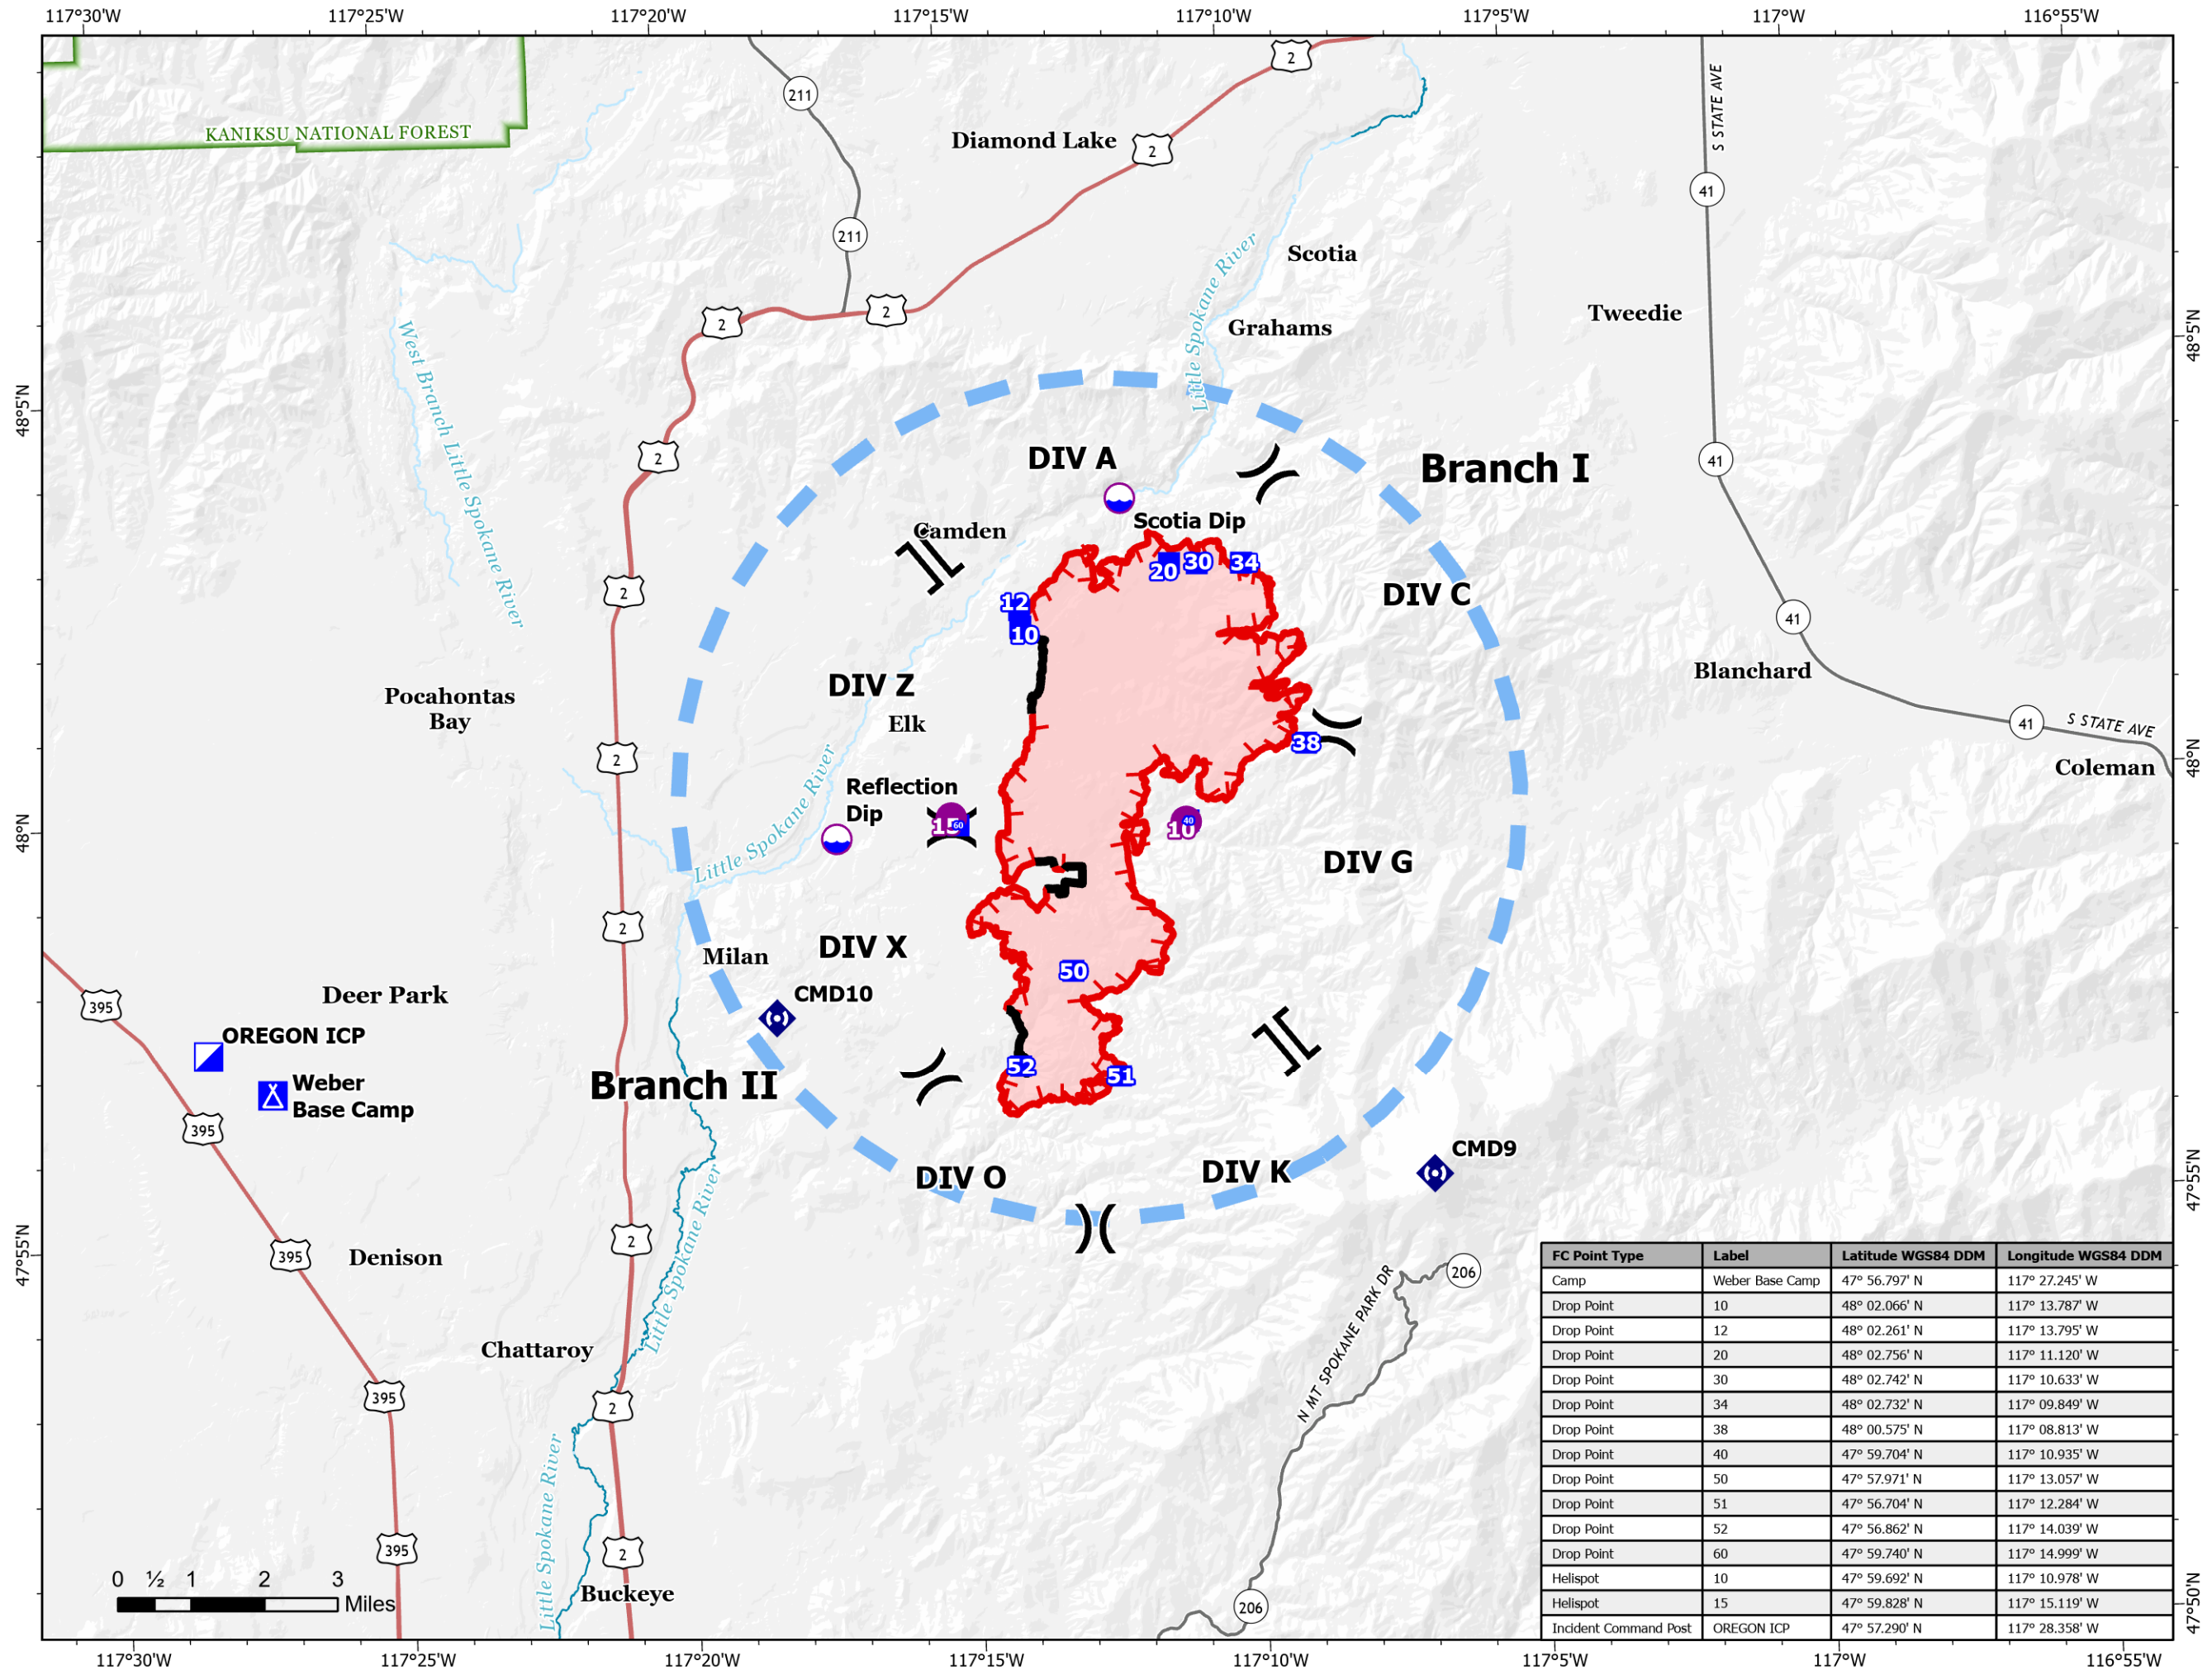 117°30'W 117°25'W 117°20'W 117°15'W 117°10'W 117°5'W 117°W 116°55'W
2
S STATE AVE
211
KANIKSU NATIONAL FOREST
Diamond Lake
2
41
211
Little Spokane River
Scotia
2
2
Tweedie
Grahams
48°5'N
48°5'N
West Branch Little Spokane River
2
DIV A
Branch I
41
Scotia Dip
Camden
20
30
34
2
DIV C
12
10
41
Blanchard
DIV Z
Pocahontas
Bay
Elk
41
S STATE AVE
38
2
Coleman
48°N
Reflection
Dip
Little Spokane River
15
60
40
10
48°N
DIV G
2
DIV X
Milan
50
CMD10
Deer Park
395
OREGON ICP
52
51
Weber
Base Camp
Branch II
395
CMD9
DIV O
DIV K
47°55'N
Little Spokane River
2
395
Denison
47°55'N
206
N MT SPOKANE PARK DR
Chattaroy
395
2
Little Spokane River
395
2
Buckeye
206
0 ½ 1 2 3
Miles
FC Point Type Label Latitude WGS84 DDM Longitude WGS84 DDM
Camp Weber Base Camp 47° 56.797' N 117° 27.245' W
Drop Point 10 48° 02.066' N 117° 13.787' W
Drop Point 12 48° 02.261' N 117° 13.795' W
Drop Point 20 48° 02.756' N 117° 11.120' W
Drop Point 30 48° 02.742' N 117° 10.633' W
Drop Point 34 48° 02.732' N 117° 09.849' W
Drop Point 38 48° 00.575' N 117° 08.813' W
Drop Point 40 47° 59.704' N 117° 10.935' W
Drop Point 50 47° 57.971' N 117° 13.057' W
Drop Point 51 47° 56.704' N 117° 12.284' W
Drop Point 52 47° 56.862' N 117° 14.039' W
Drop Point 60 47° 59.740' N 117° 14.999' W
Helispot 10 47° 59.692' N 117° 10.978' W
Helispot 15 47° 59.828' N 117° 15.119' W
Incident Command Post OREGON ICP 47° 57.290' N 117° 28.358' W
47°50'N
117°30'W 117°25'W 117°20'W 117°15'W 117°10'W 117°5'W 117°W 116°55'W